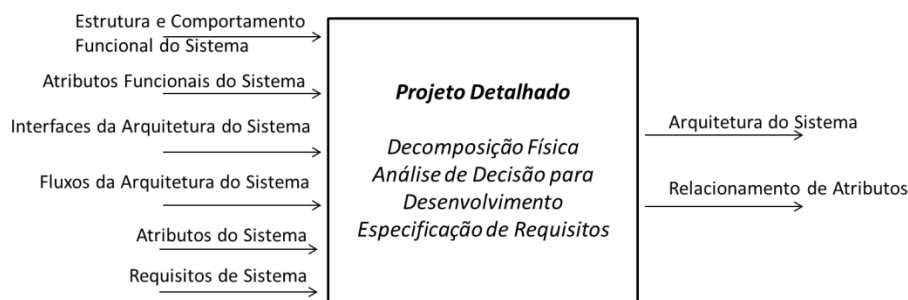 Estrutura e Comportamento
Funcional do Sistema
Atributos Funcionais do Sistema
Interfaces da Arquitetura do Sistema
Fluxos da Arquitetura do Sistema
Atributos do Sistema
Requisitos de Sistema
Projeto Detalhado
Decomposição Física
Análise de Decisão para
Desenvolvimento
Especificação de Requisitos
Arquitetura do Sistema
Relacionamento de Atributos